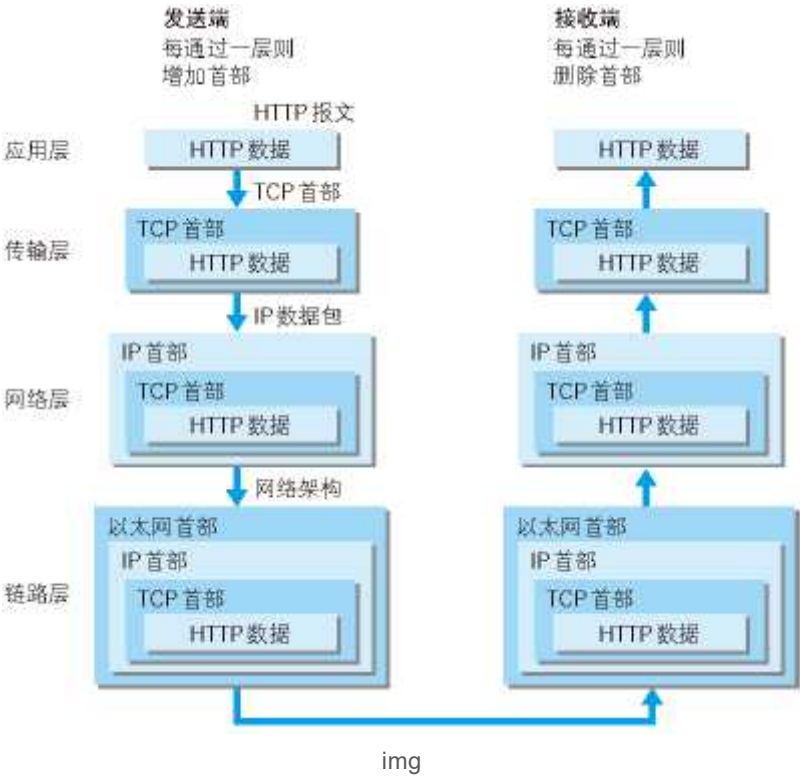 发送端
每通过一层则
增加首部
接收端
每通过一层则
删除首部
HTTP 报文
应用层
HTTP 数据
HTTP 数据
TCP 首部
传输层
TCP 首部
HTTP 数据
TCP 首部
HTTP 数据
IP 数据包
网络层
IP 首部
TCP 首部
HTTP 数据
IP 首部
TCP 首部
HTTP 数据
网络架构
链路层
以太网首部
IP 首部
TCP 首部
HTTP 数据
以太网首部
IP 首部
TCP 首部
HTTP 数据
img